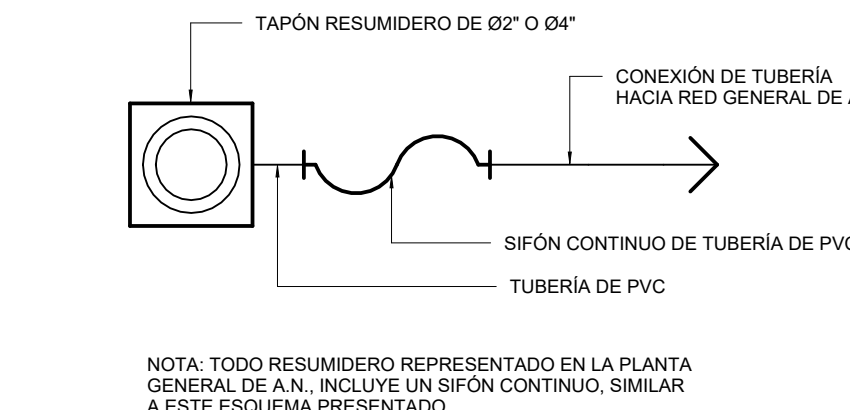 TAPÓN RESUMIDERO DE Ø2" O Ø4"
CONEXIÓN DE TUBERÍA
HACIA RED GENERAL DE
SIFÓN CONTINUO DE TUBERÍA DE
TUBERÍA DE PVC
NOTA: TODO RESUMIDERO REPRESENTADO EN LA PLANTA
GENERAL DE A.N., INCLUYE UN SIFÓN CONTINUO, SIMILAR
A ESTE ESQUEMA PRESENTADO